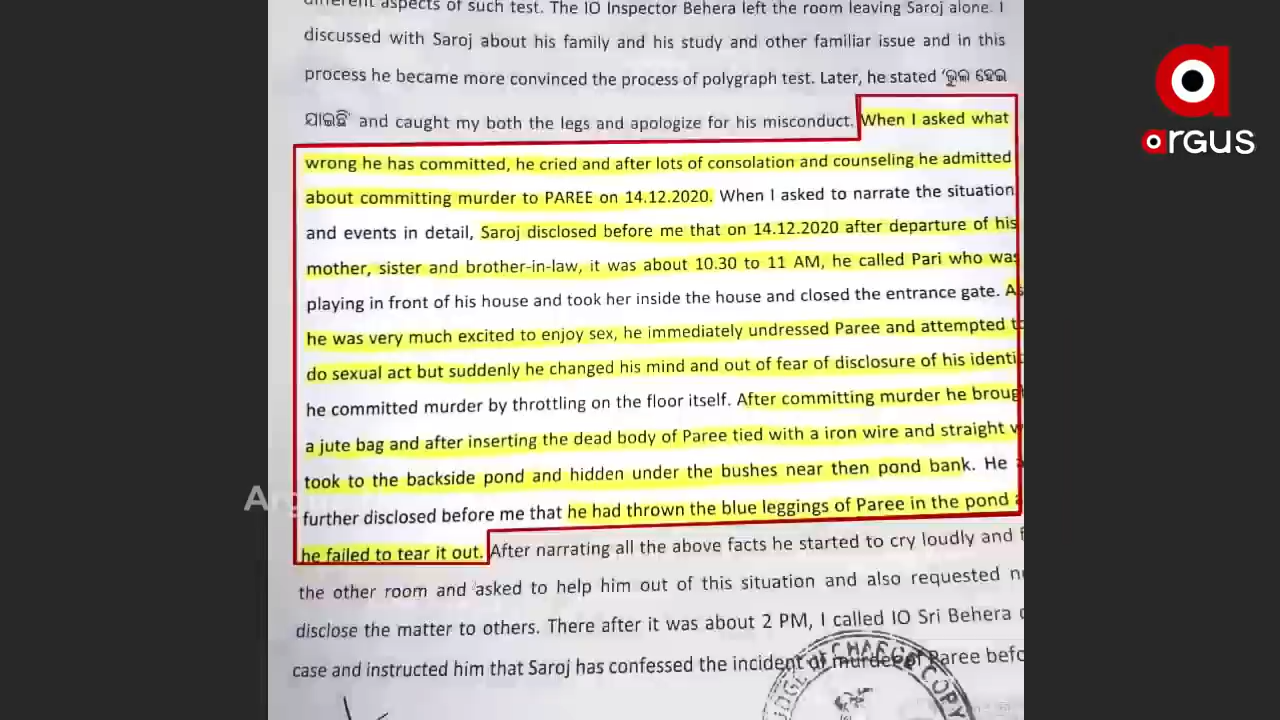 different aspects of such test. The IO Inspector Behera left the room leaving Saroj alone. I
discussed with Saroj about his family and his study and other familiar issue and in this
process he became more convinced the process of polygraph test. Later, he stated ‘ଭୁଲ ହେଇ
ଯାଇଛି’ and caught my both the legs and apologize for his misconduct. When I asked what
wrong he has committed, he cried and after lots of consolation and counseling he admitted
about committing murder to PAREE on 14.12.2020. When I asked to narrate the situation
and events in detail, Saroj disclosed before me that on 14.12.2020 after departure of his
mother, sister and brother-in-law, it was about 10.30 to 11 AM, he called Pari who was
playing in front of his house and took her inside the house and closed the entrance gate. As
he was very much excited to enjoy sex, he immediately undressed Paree and attempted to
do sexual act but suddenly he changed his mind and out of fear of disclosure of his identi
he committed murder by throttling on the floor itself. After committing murder he broug
a jute bag and after inserting the dead body of Paree tied with a iron wire and straight w
took to the backside pond and hidden under the bushes near then pond bank. He
further disclosed before me that he had thrown the blue leggings of Paree in the pond a
he failed to tear it out. After narrating all the above facts he started to cry loudly and f
the other room and asked to help him out of this situation and also requested n
disclose the matter to others. There after it was about 2 PM, I called IO Sri Behera
case and instructed him that Saroj has confessed the incident of murder of Paree befo
JUDGE IN CHARGE COPY
argus